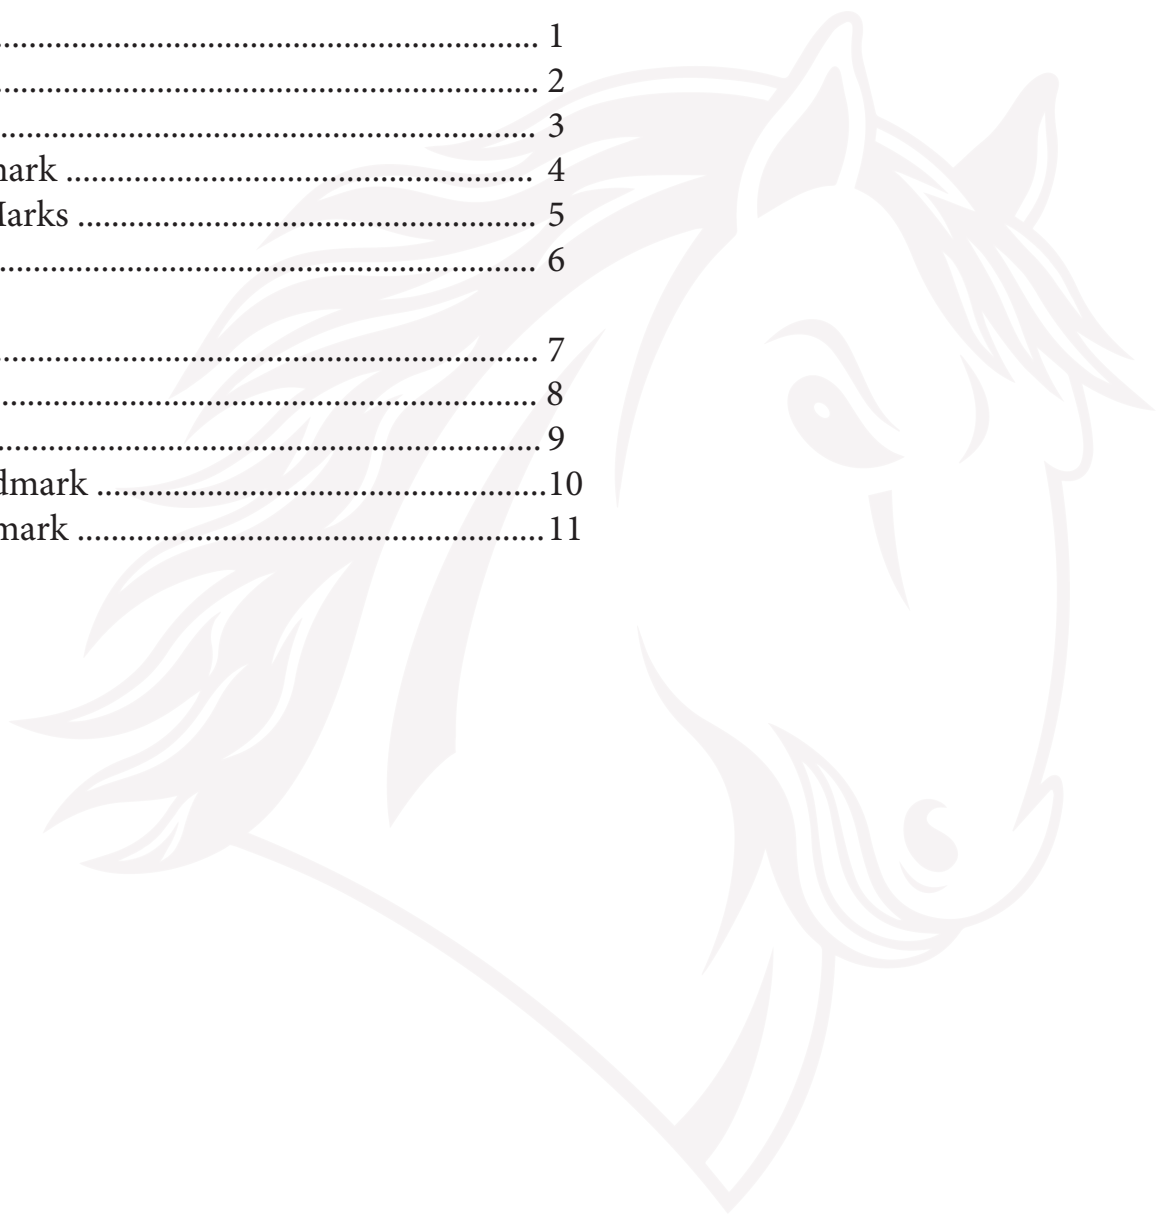 ........................................................ 1
........................................................ 2
........................................................ 3
mark ........................................................ 4
Marks ........................................................ 5
........................................................ 6
........................................................ 7
........................................................ 8
........................................................ 9
dmark ........................................................10
mark ........................................................11